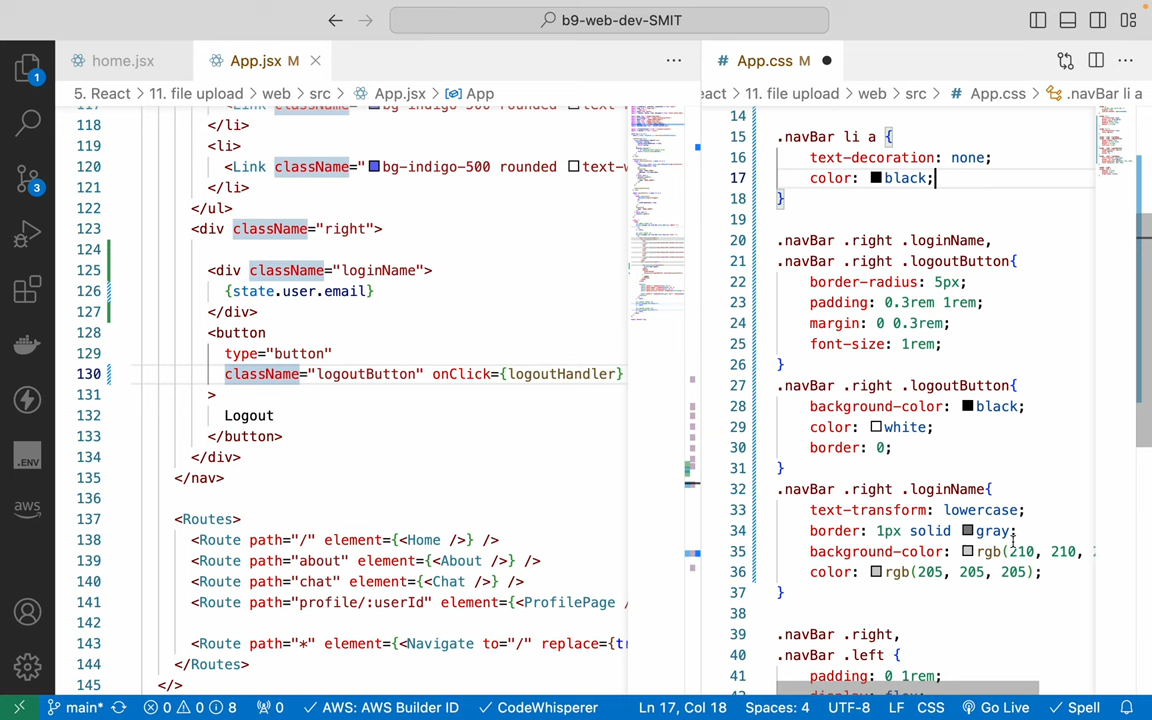 b9-web-dev-SMIT
home.jsx
App.jsx M
App.css M
5. React > 11. file upload > web > src > App.jsx > App
eact > 11. file upload > web > src > # App.css > .navBar li a
1
3
.ENV
aws
118 </li>
119 <li>
120 <Link className=" bg-indigo-500 rounded text-w
121 </li>
122 </ul>
123 <div className="right">
124
125 <div className="loginName">
126 {state.user.email}
127 </div>
128 <button
129 type="button"
130 className="logoutButton" onClick={logoutHandler}
131 >
132 Logout
133 </button>
134 </div>
135 </nav>
136
137 <Routes>
138 <Route path="/" element={<Home />} />
139 <Route path="about" element={<About />} />
140 <Route path="chat" element={<Chat />} />
141 <Route path="profile/:userId" element={<ProfilePage /
142
143 <Route path="*" element={<Navigate to="/" replace={tr
144 </Routes>
145 </>
14
15 .navBar li a {
16 text-decoration: none;
17 color: black;
18 }
19
20 .navBar .right .loginName,
21 .navBar .right .logoutButton{
22 border-radius: 5px;
23 padding: 0.3rem 1rem;
24 margin: 0 0.3rem;
25 font-size: 1rem;
26 }
27 .navBar .right .logoutButton{
28 background-color: black;
29 color: white;
30 border: 0;
31 }
32 .navBar .right .loginName{
33 text-transform: lowercase;
34 border: 1px solid gray;
35 background-color: rgb(210, 210, 2
36 color: rgb(205, 205, 205);
37 }
38
39 .navBar .right,
40 .navBar .left {
41 padding: 0 1rem;
main* 0 0 8 0 AWS: AWS Builder ID CodeWhisperer Ln 17, Col 18 Spaces: 4 UTF-8 LF CSS Go Live Spell